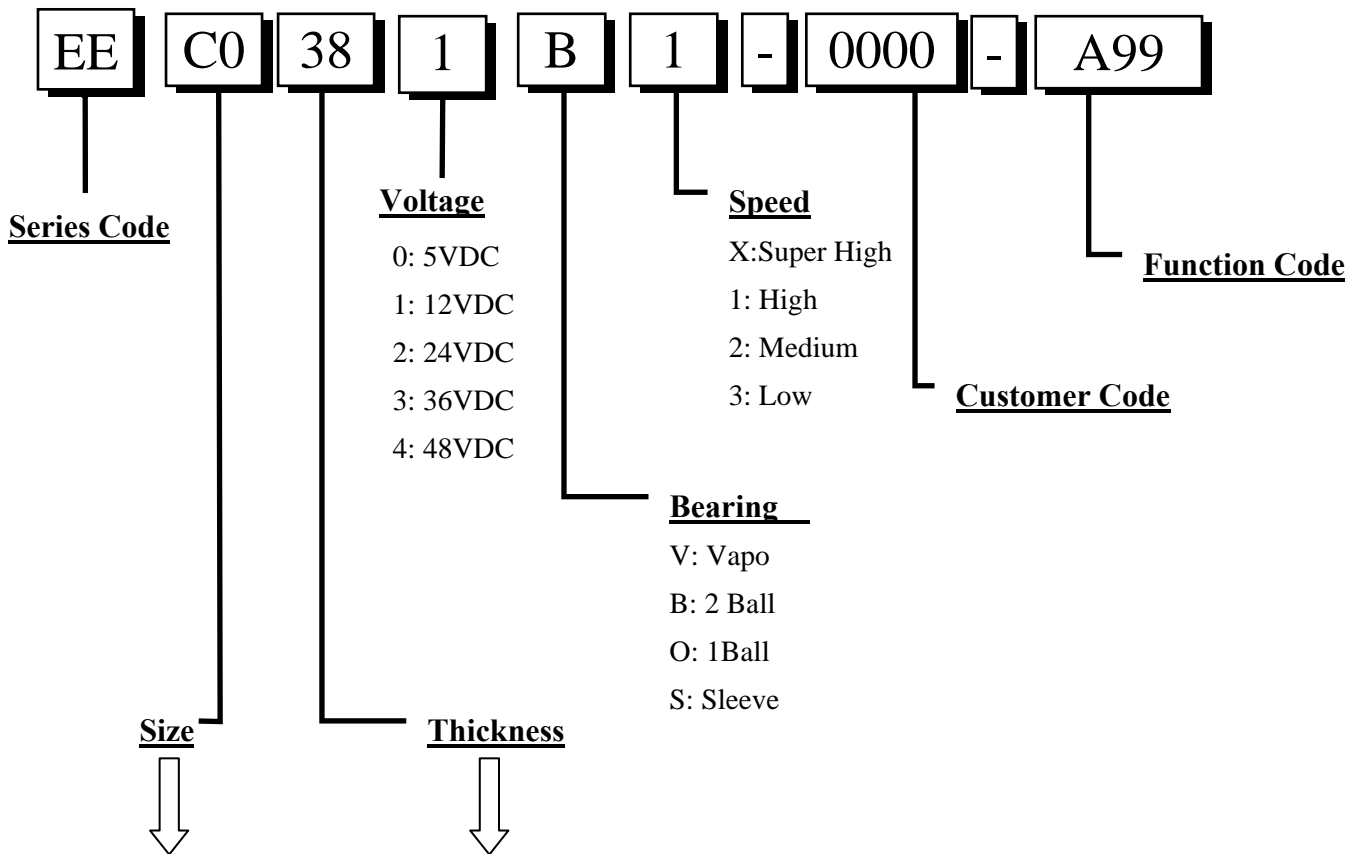 EE C0 38 1 B 1 - 0000 - A99
Series Code
Voltage
0: 5VDC
1: 12VDC
2: 24VDC
3: 36VDC
4: 48VDC
Speed
X:Super High
1: High
2: Medium
3: Low
Function Code
Customer Code
Bearing
V: Vapo
B: 2 Ball
O: 1Ball
S: Sleeve
Size
Thickness